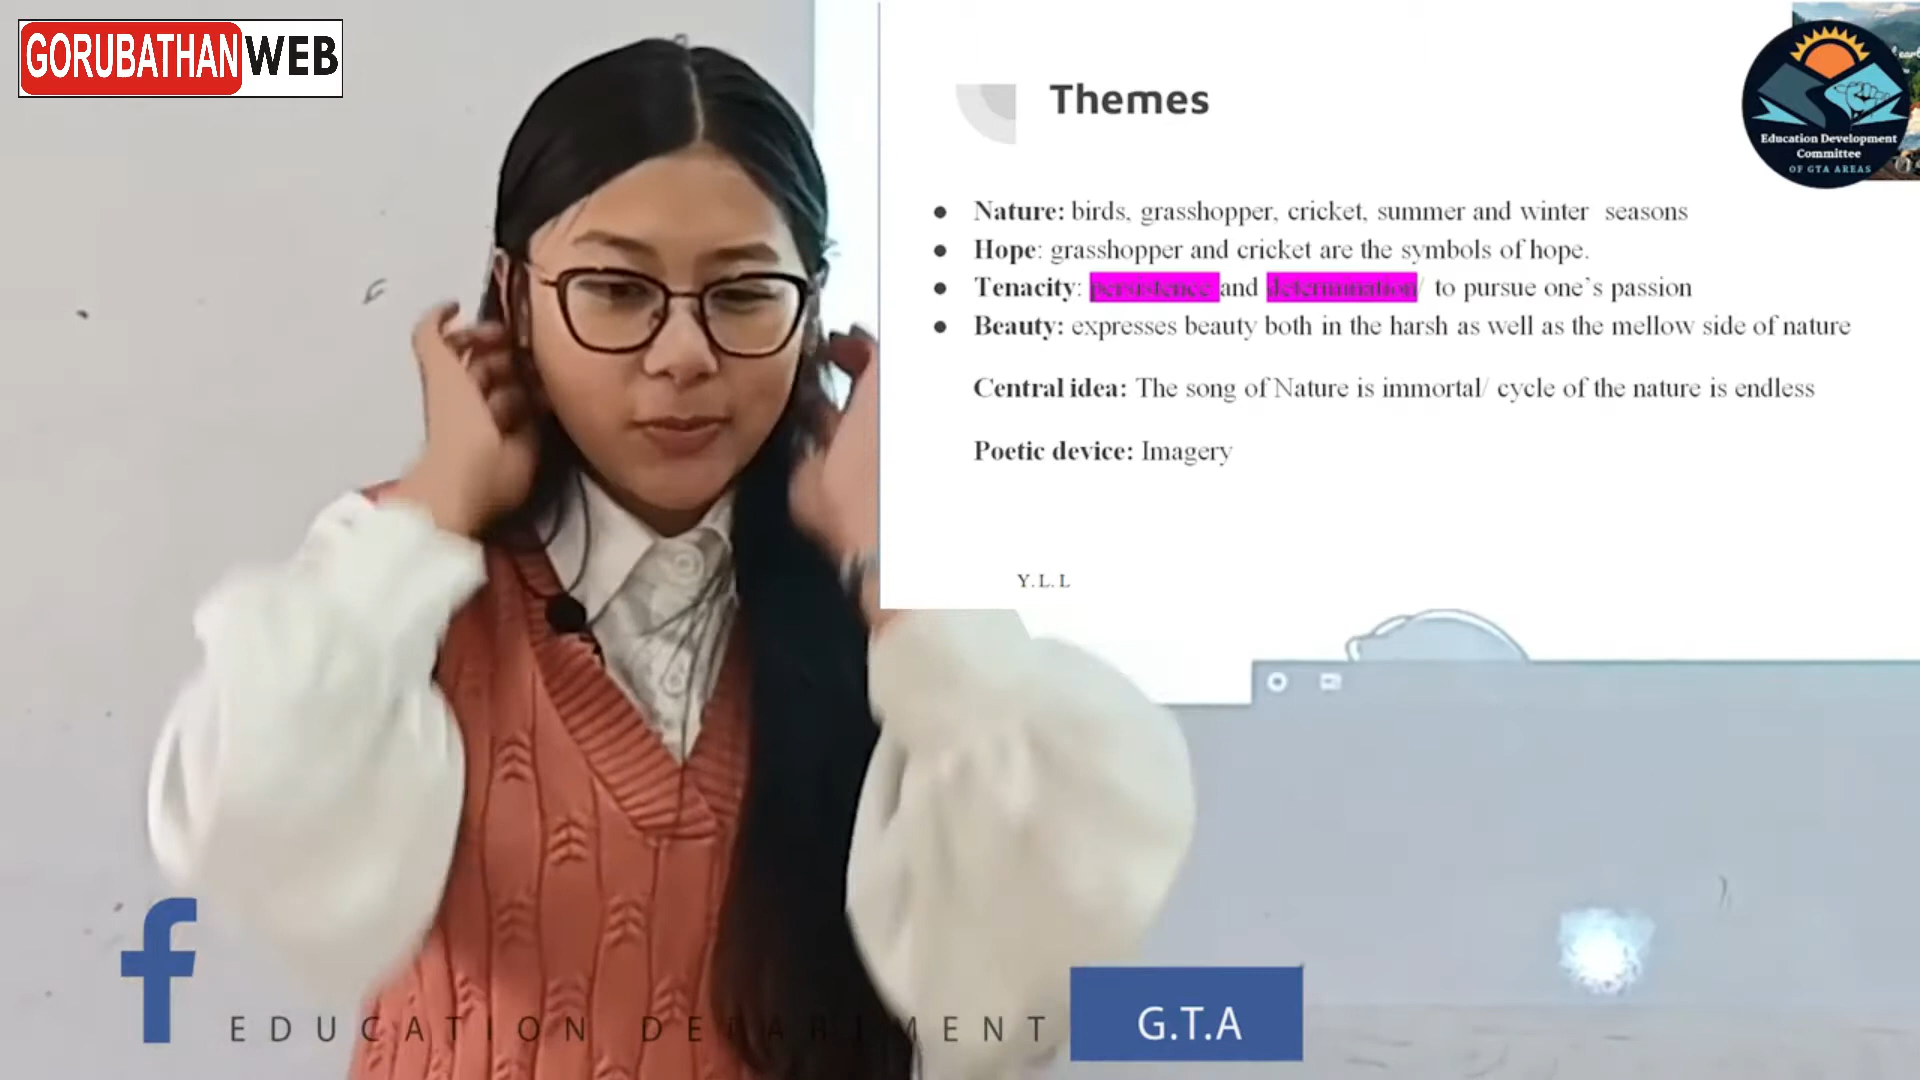 GORUBATHAN WEB
Themes
Education Development
Committee
OF GTA AREAS
● Nature: birds, grasshopper, cricket, summer and winter seasons
● Hope: grasshopper and cricket are the symbols of hope.
● Tenacity: persistence and determination/ to pursue one's passion
● Beauty: expresses beauty both in the harsh as well as the mellow side of nature
Central idea: The song of Nature is immortal/ cycle of the nature is endless
Poetic device: Imagery
Y. L. L
f
EDUCATION DEPARTMENT G.T.A